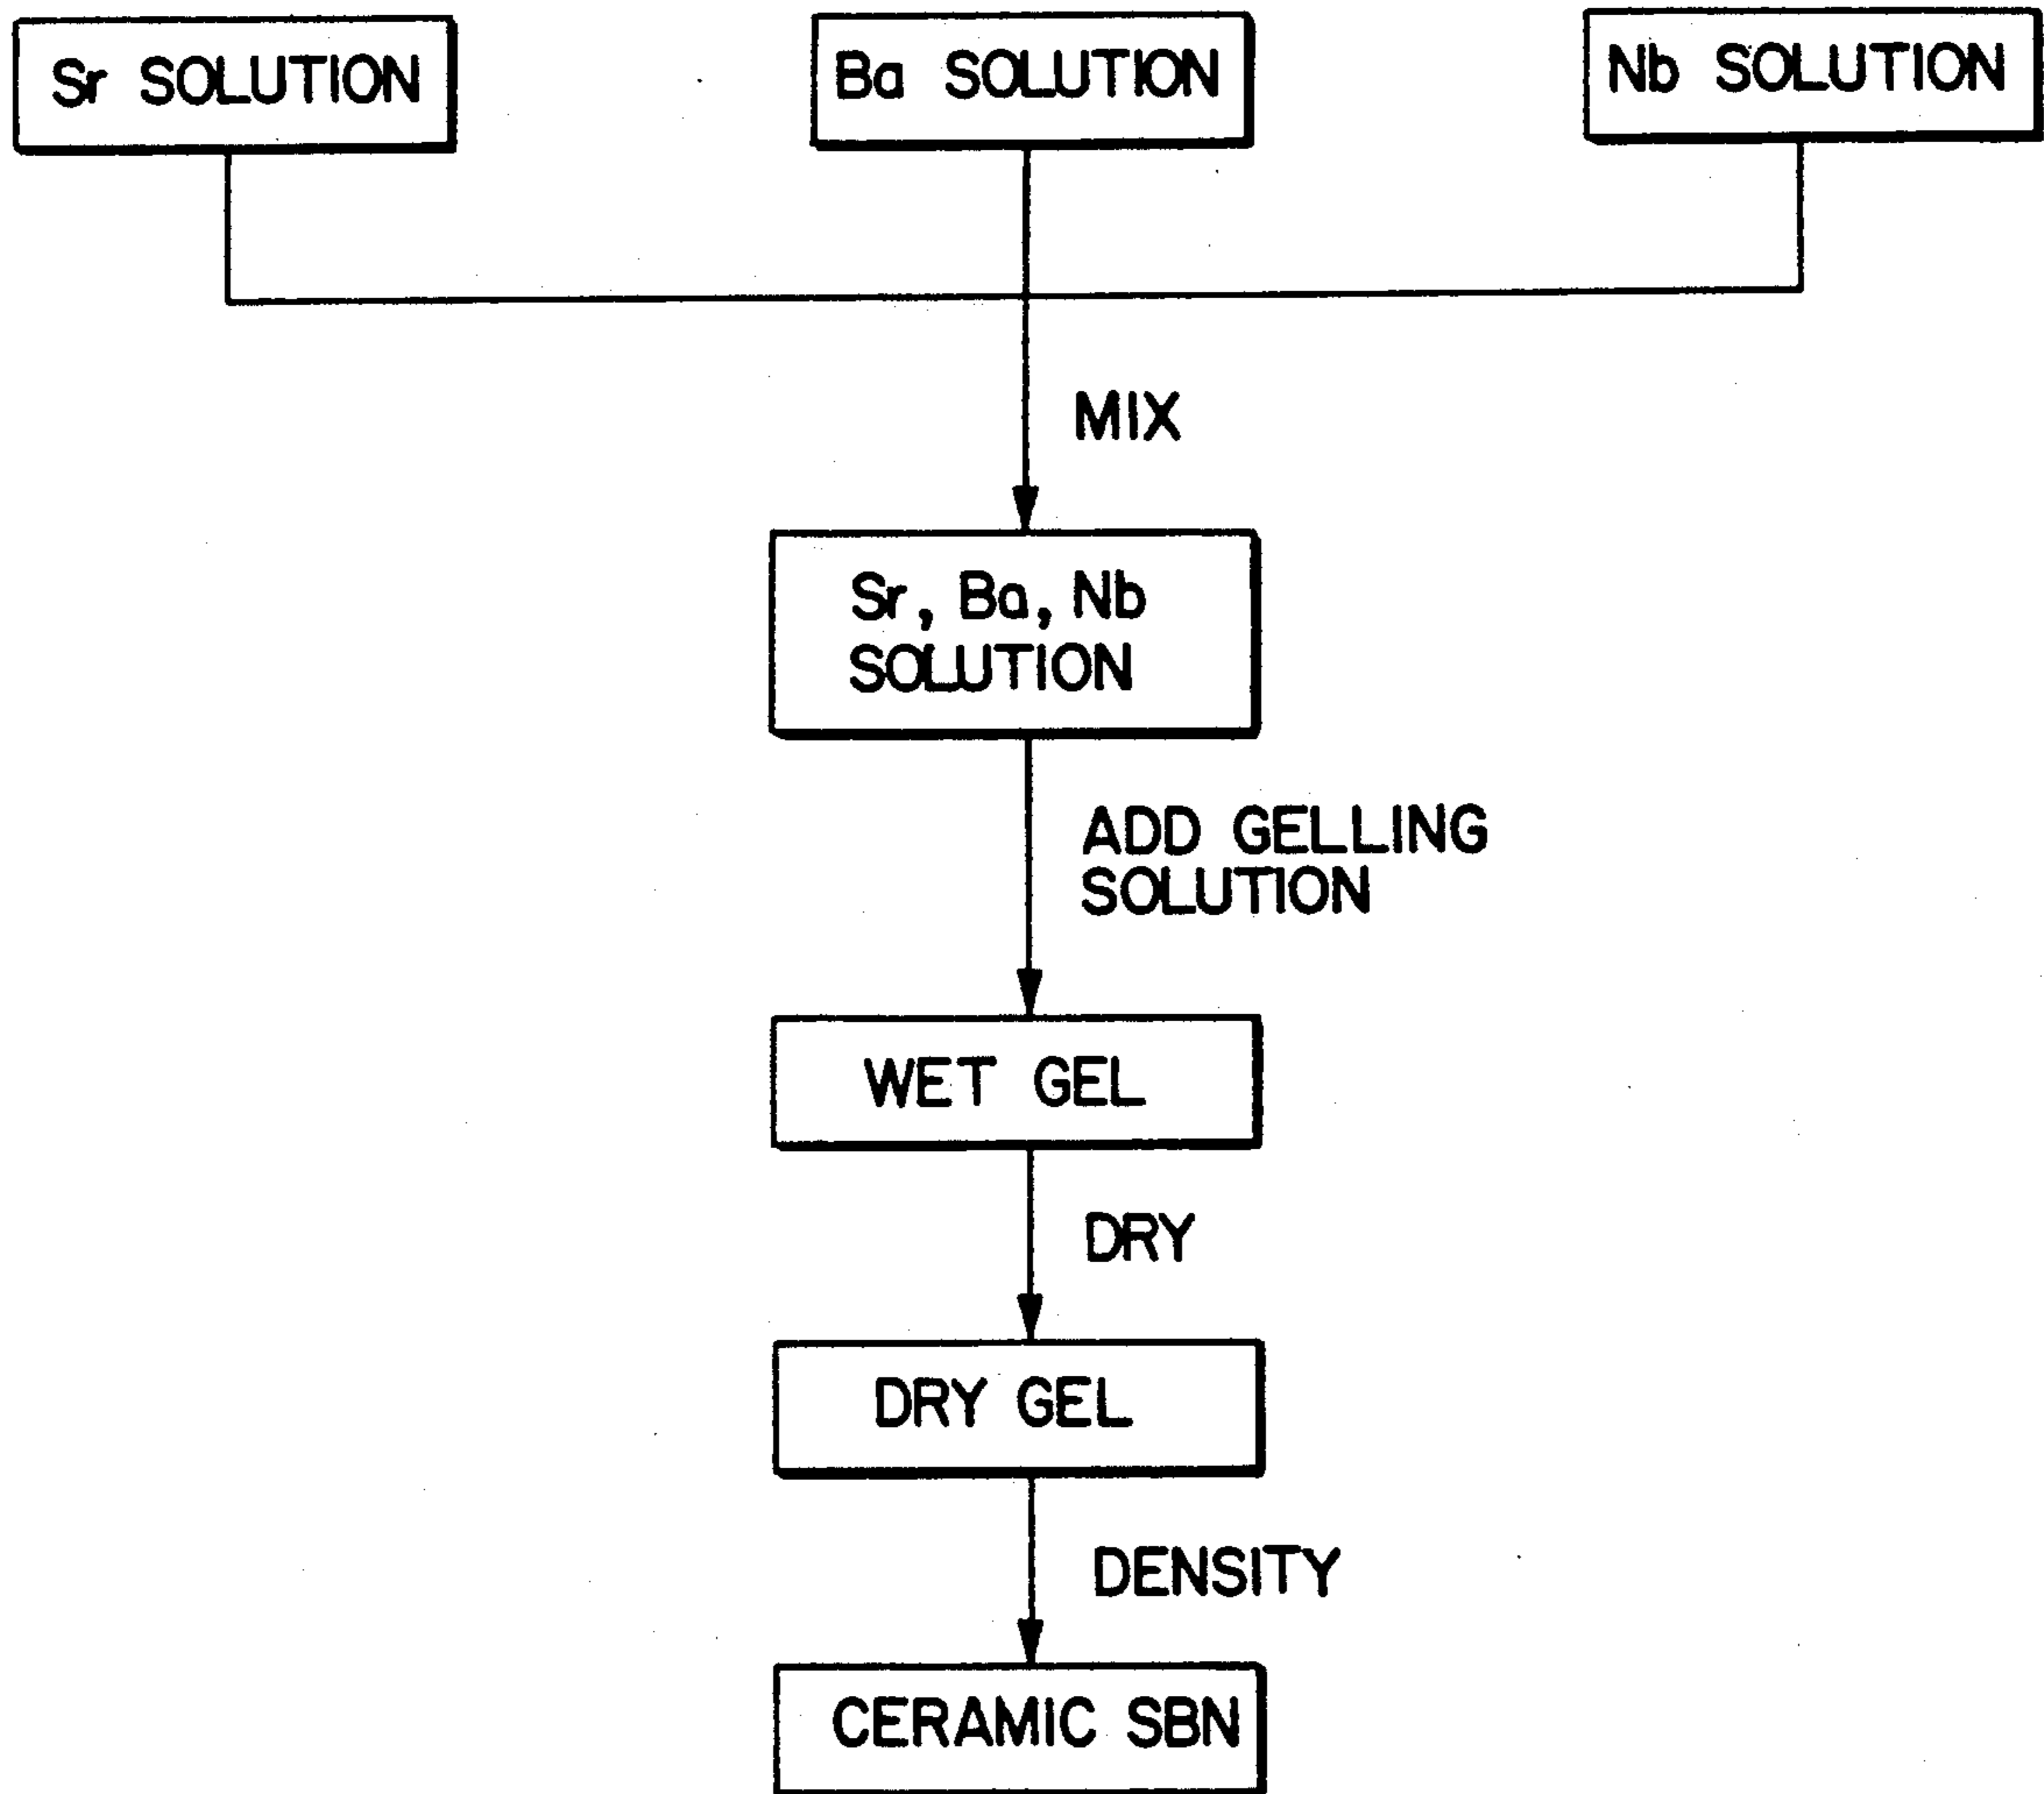 Sr SOLUTION
Ba SOLUTION
Nb SOLUTION
MIX
Sr, Ba, Nb
SOLUTION
ADD GELLING
SOLUTION
WET GEL
DRY
DRY GEL
DENSITY
CERAMIC SBN